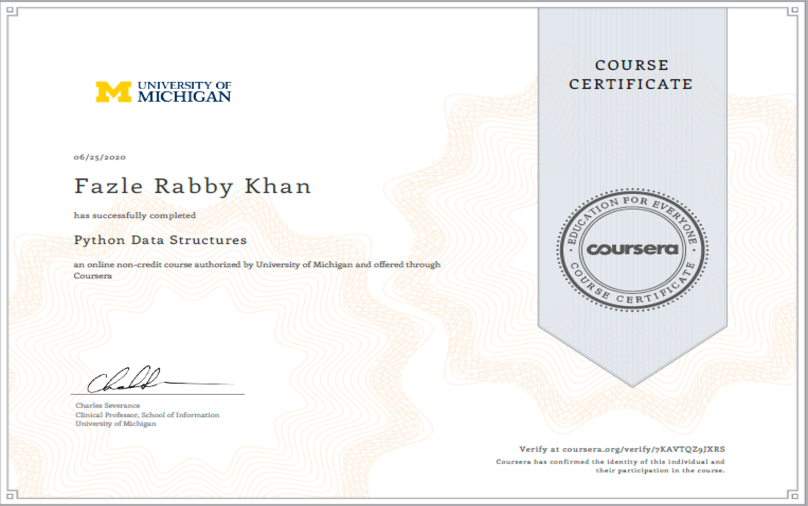 UNIVERSITY OF
MICHIGAN
COURSE
CERTIFICATE
06/25/2020
Fazle Rabby Khan
has successfully completed
Python Data Structures
an online non-credit course authorized by University of Michigan and offered through
Coursera
EDUCATION FOR EVERYONE
coursera
COURSE CERTIFICATE
Charles Severance
Clinical Professor, School of Information
University of Michigan
Verify at coursera.org/verify/7KAVTQZ9JXRS
Coursera has confirmed the identity of this individual and
their participation in the course.